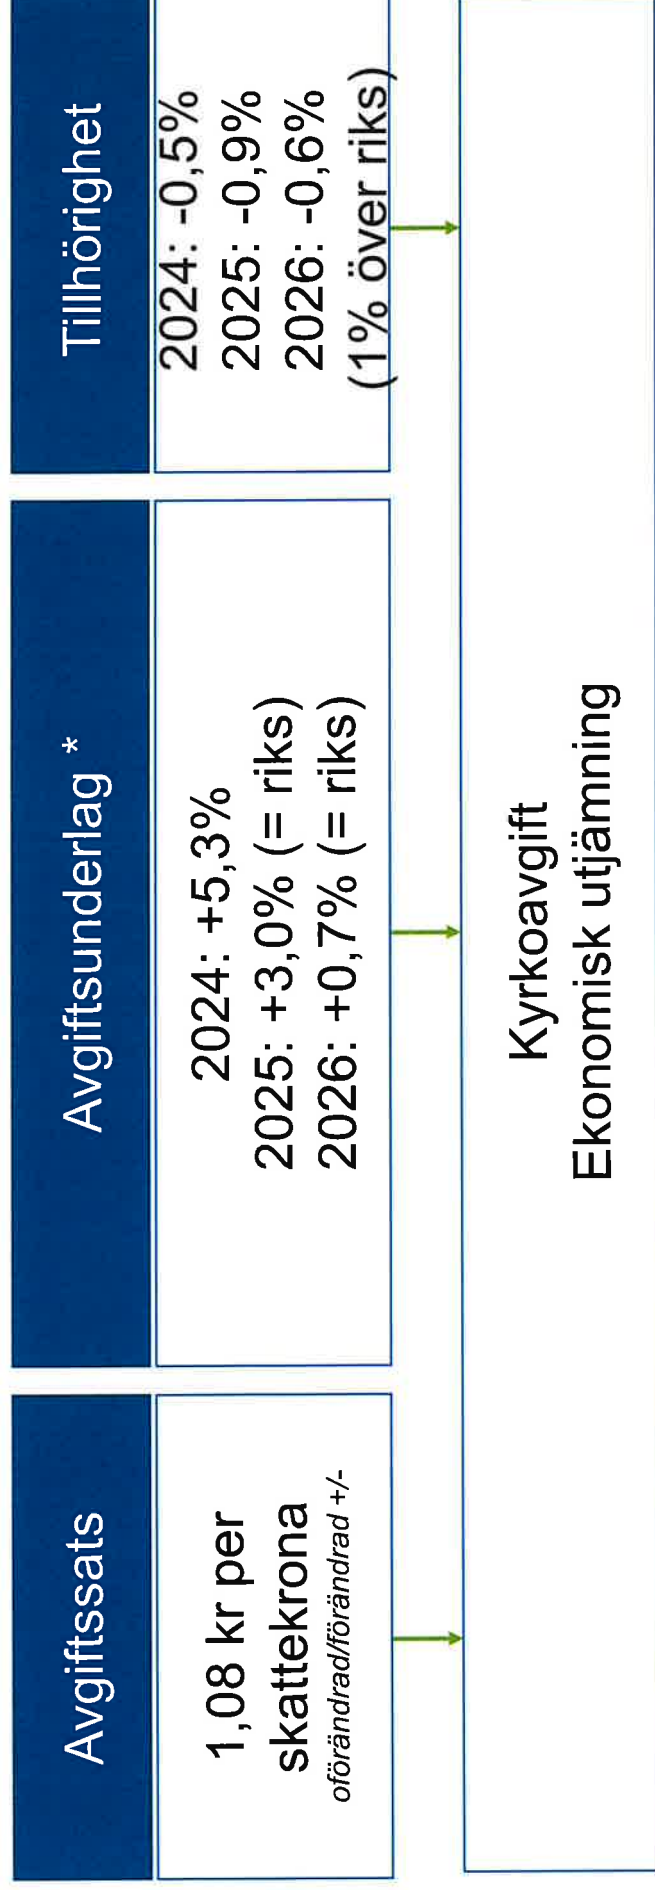 Avgiftssats
1,08 kr per
skattekrona
oförändrad/förändrad +/-
Avgiftsunderlag *
2024: +5,3%
2025: +3,0% (= riks)
2026: +0,7% (= riks)
Tillhörighet
2024: -0,5%
2025: -0,9%
2026: -0,6%
(1% över riks)
Kyrkoavgift
Ekonomisk utjämning